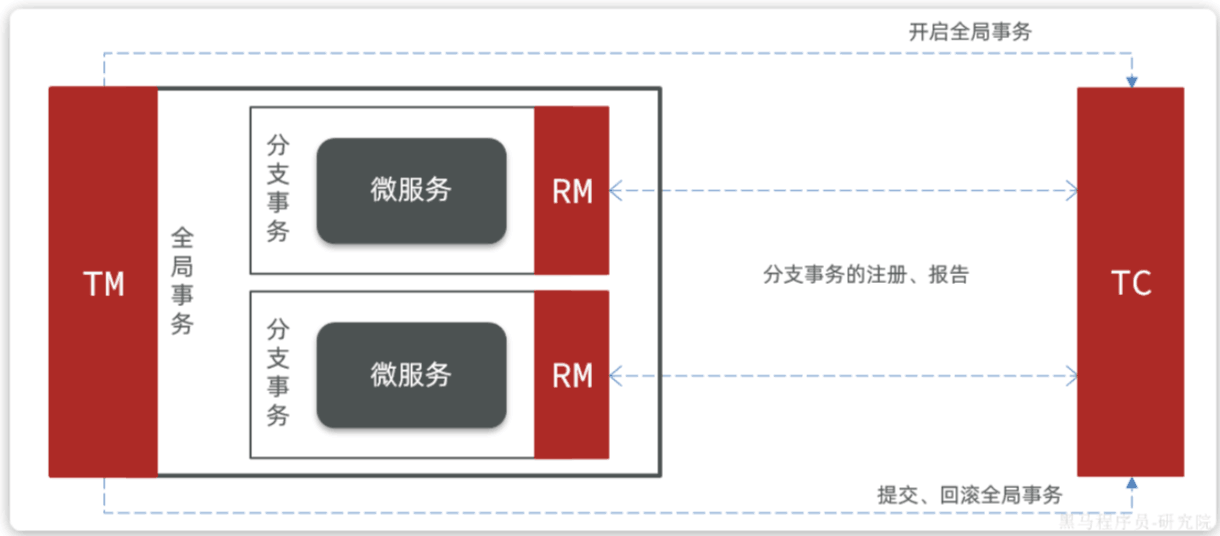 开启全局事务
TM
全局事务
分支事务
微服务
RM
分支事务的注册、报告
TC
分支事务
微服务
RM
提交、回滚全局事务
黑马程序员-研究院